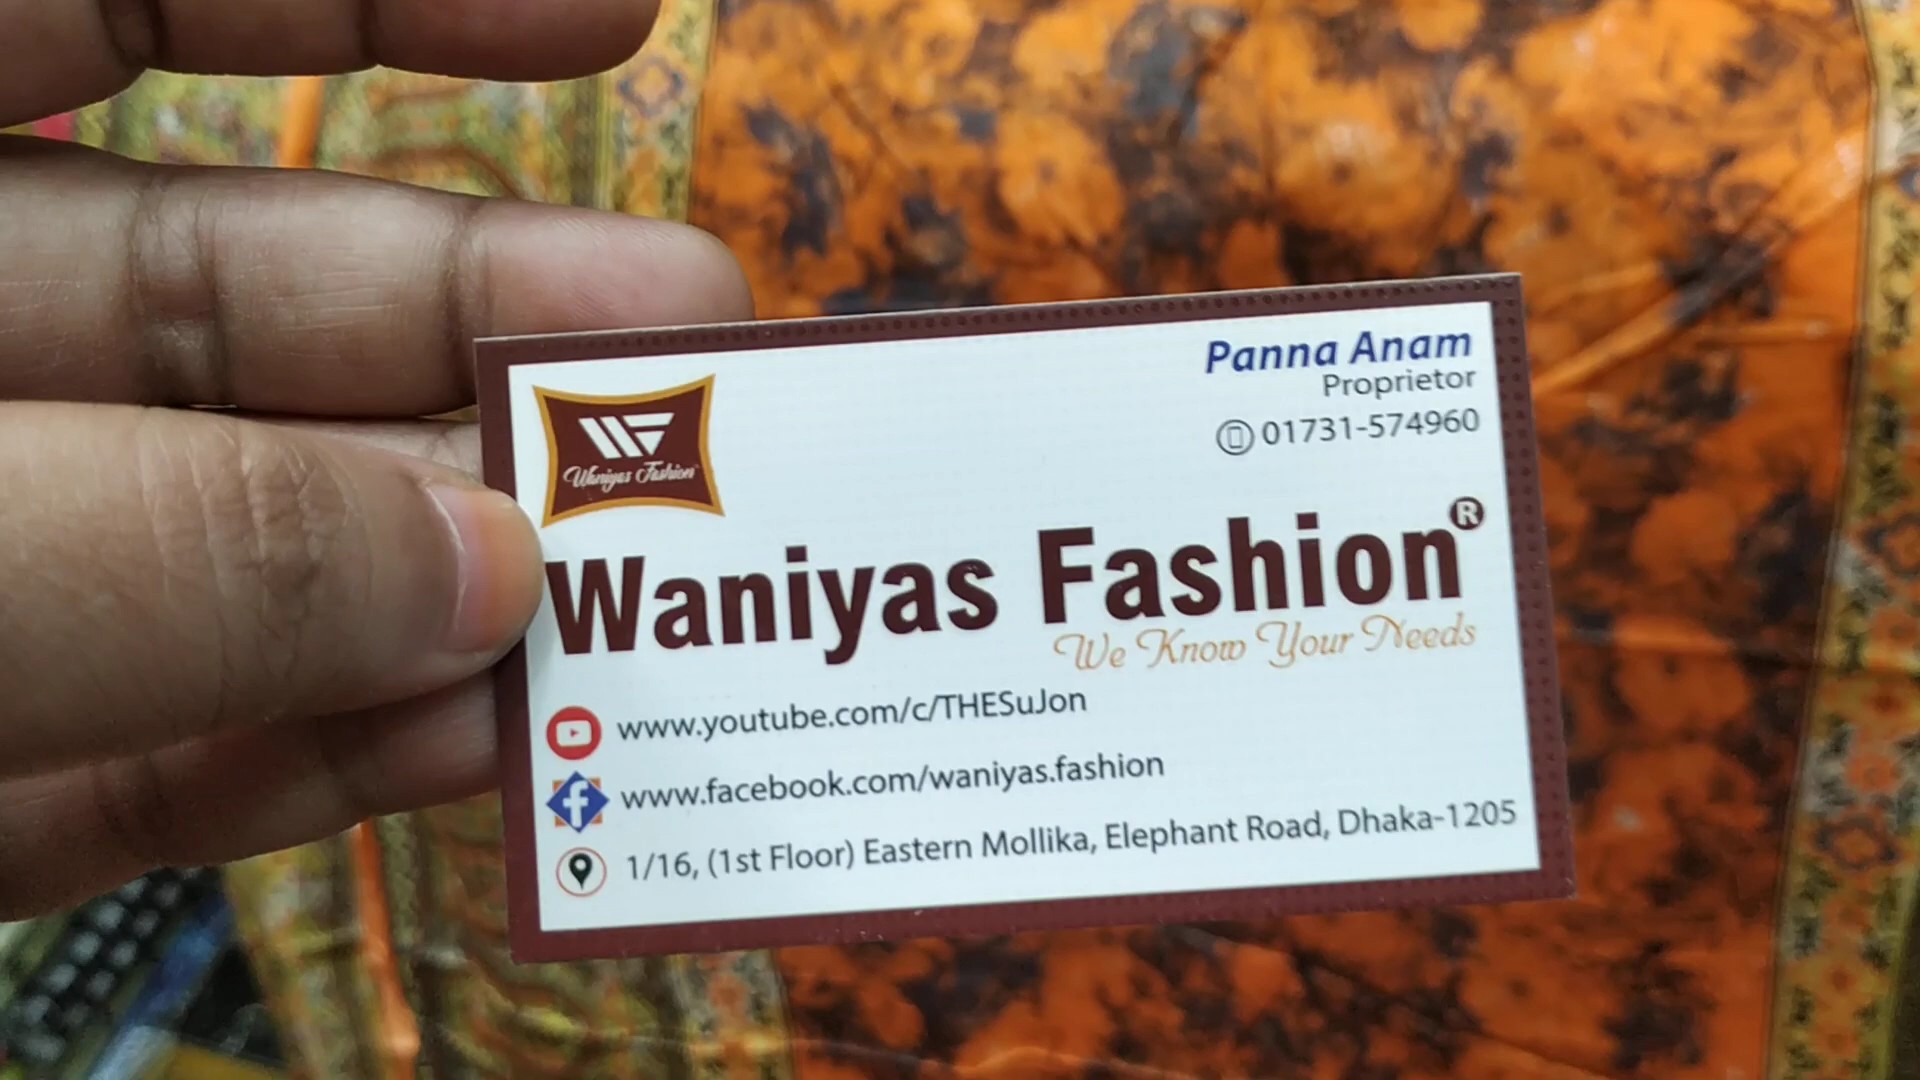 Panna Anam
Proprietor
01731-574960
WF
Waniyas Fashion
Waniyas Fashion®
We Know Your Needs
www.youtube.com/c/THESuJon
www.facebook.com/waniyas.fashion
1/16, (1st Floor) Eastern Mollika, Elephant Road, Dhaka-1205